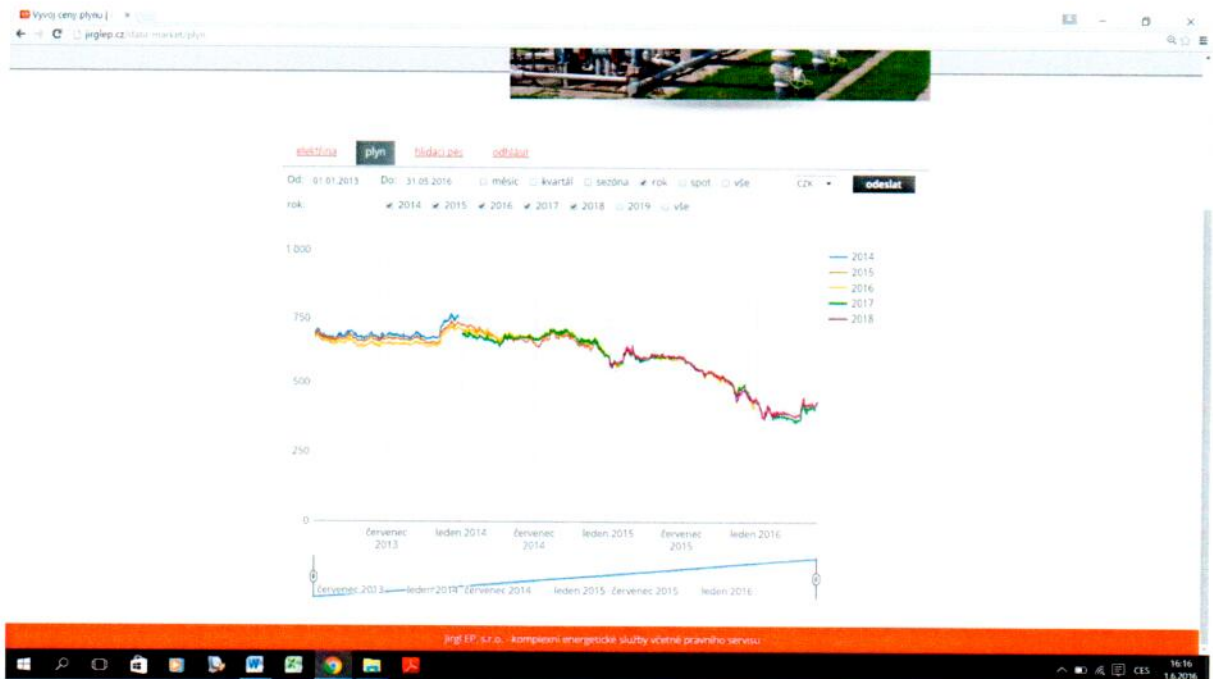 Vývoj ceny plynu |
jirglep.cz/data-market/plyn
elektřina plyn hlídací pes odhlásit
Od: 01.01.2013 Do: 31.05.2016 měsíc kvartál sezóna rok spot vše CZK odeslat
rok: 2014 2015 2016 2017 2018 2019 vše
1 000
750
500
250
0
2014
2015
2016
2017
2018
červenec 2013
leden 2014
červenec 2014
leden 2015
červenec 2015
leden 2016
červenec 2013 leden 2014 červenec 2014 leden 2015 červenec 2015 leden 2016
Jirgl EP, s.r.o. - komplexní energetické služby včetně právního servisu
CES
16:16
1.6.2016